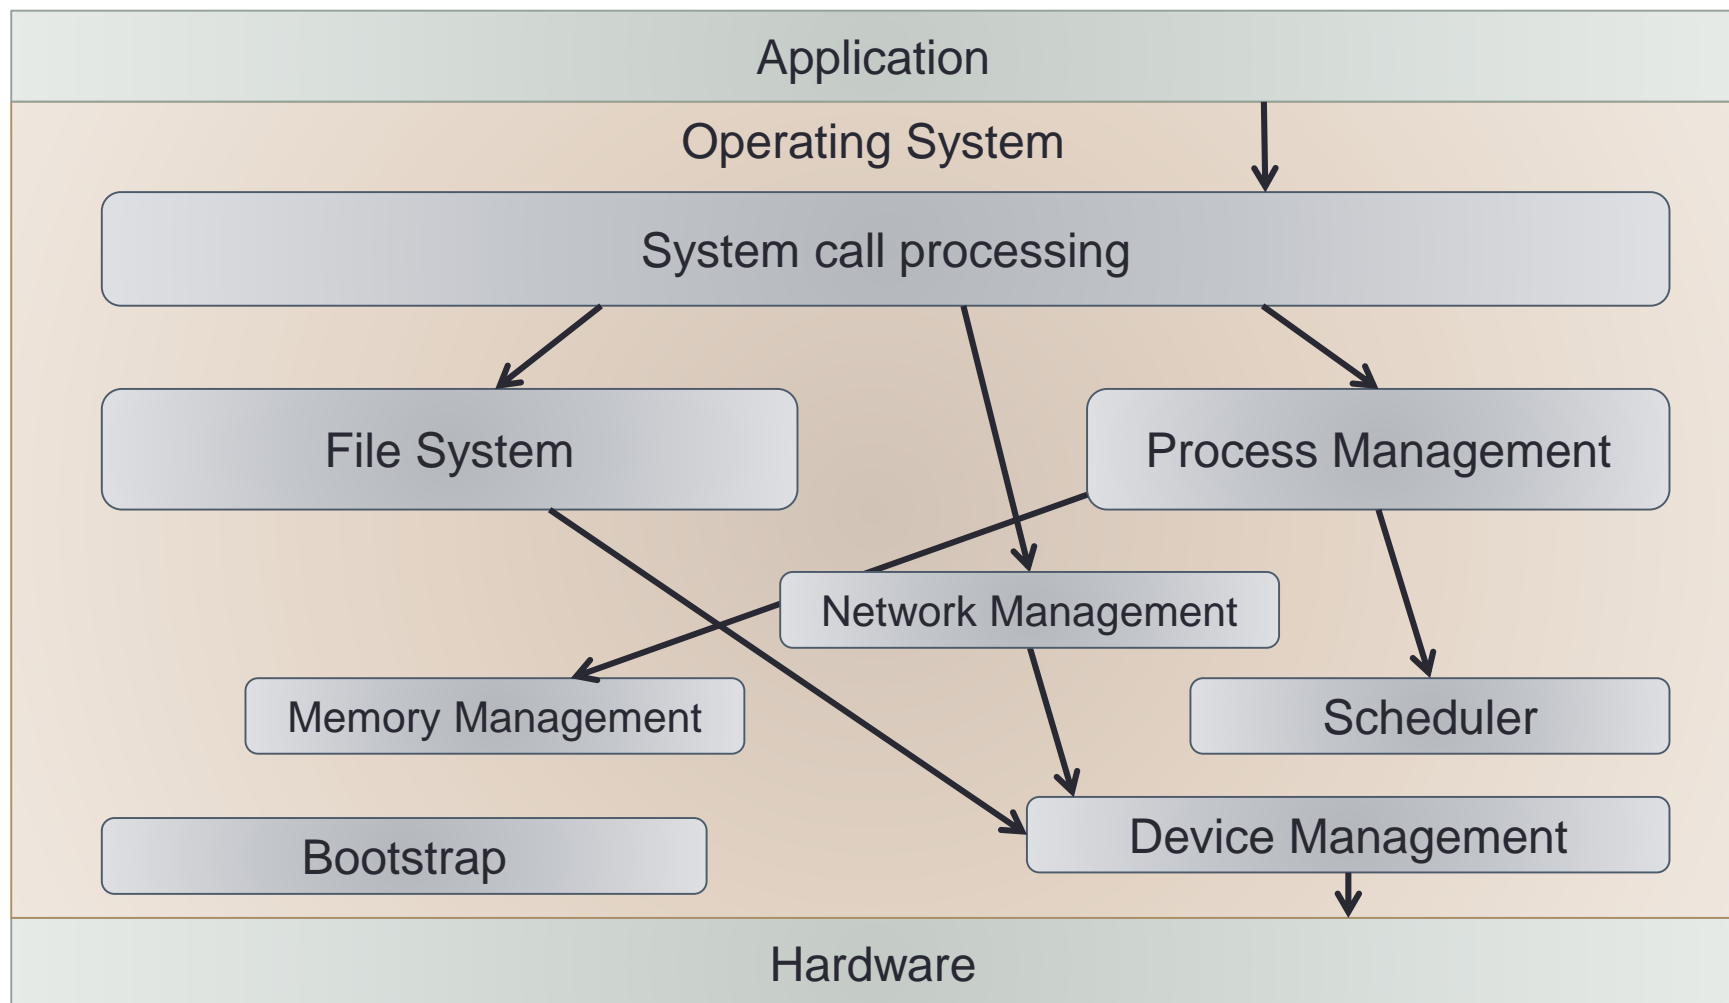 Application
Operating System
System call processing
File System
Process Management
Network Management
Memory Management
Scheduler
Device Management
Bootstrap
Hardware